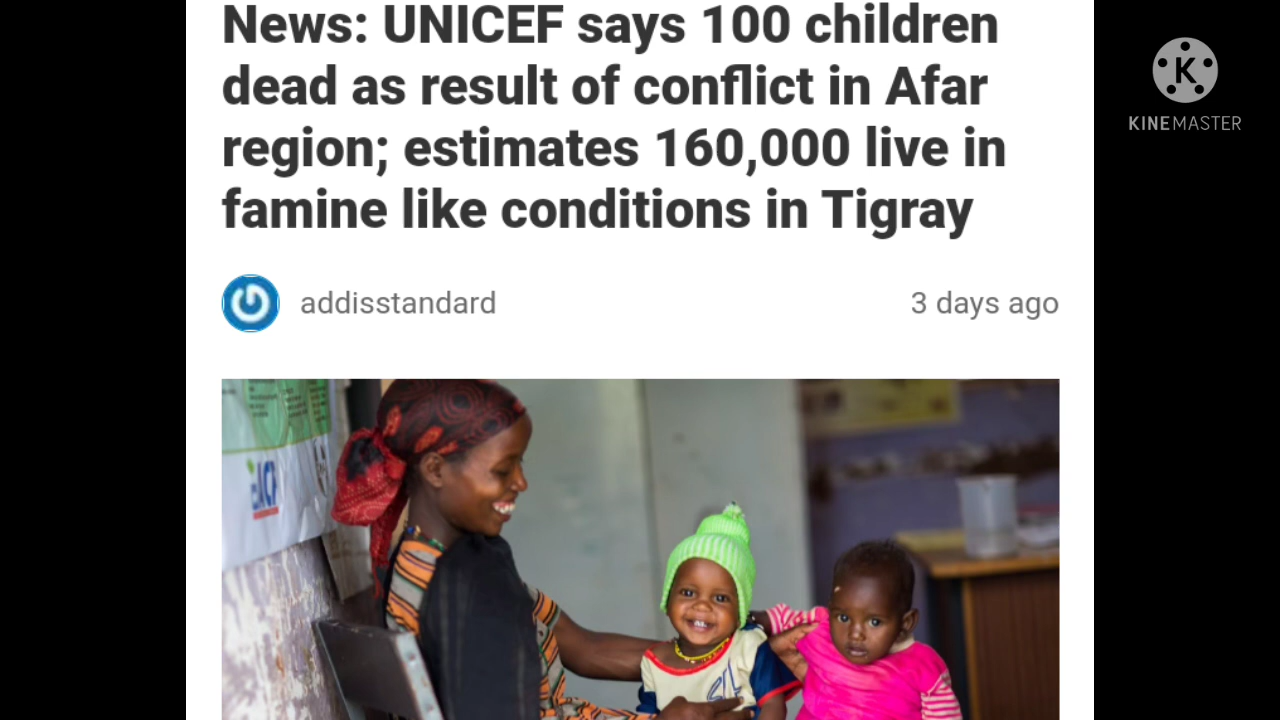 News: UNICEF says 100 children
dead as result of conflict in Afar
region; estimates 160,000 live in
famine like conditions in Tigray
K
KINEMASTER
addisstandard
3 days ago